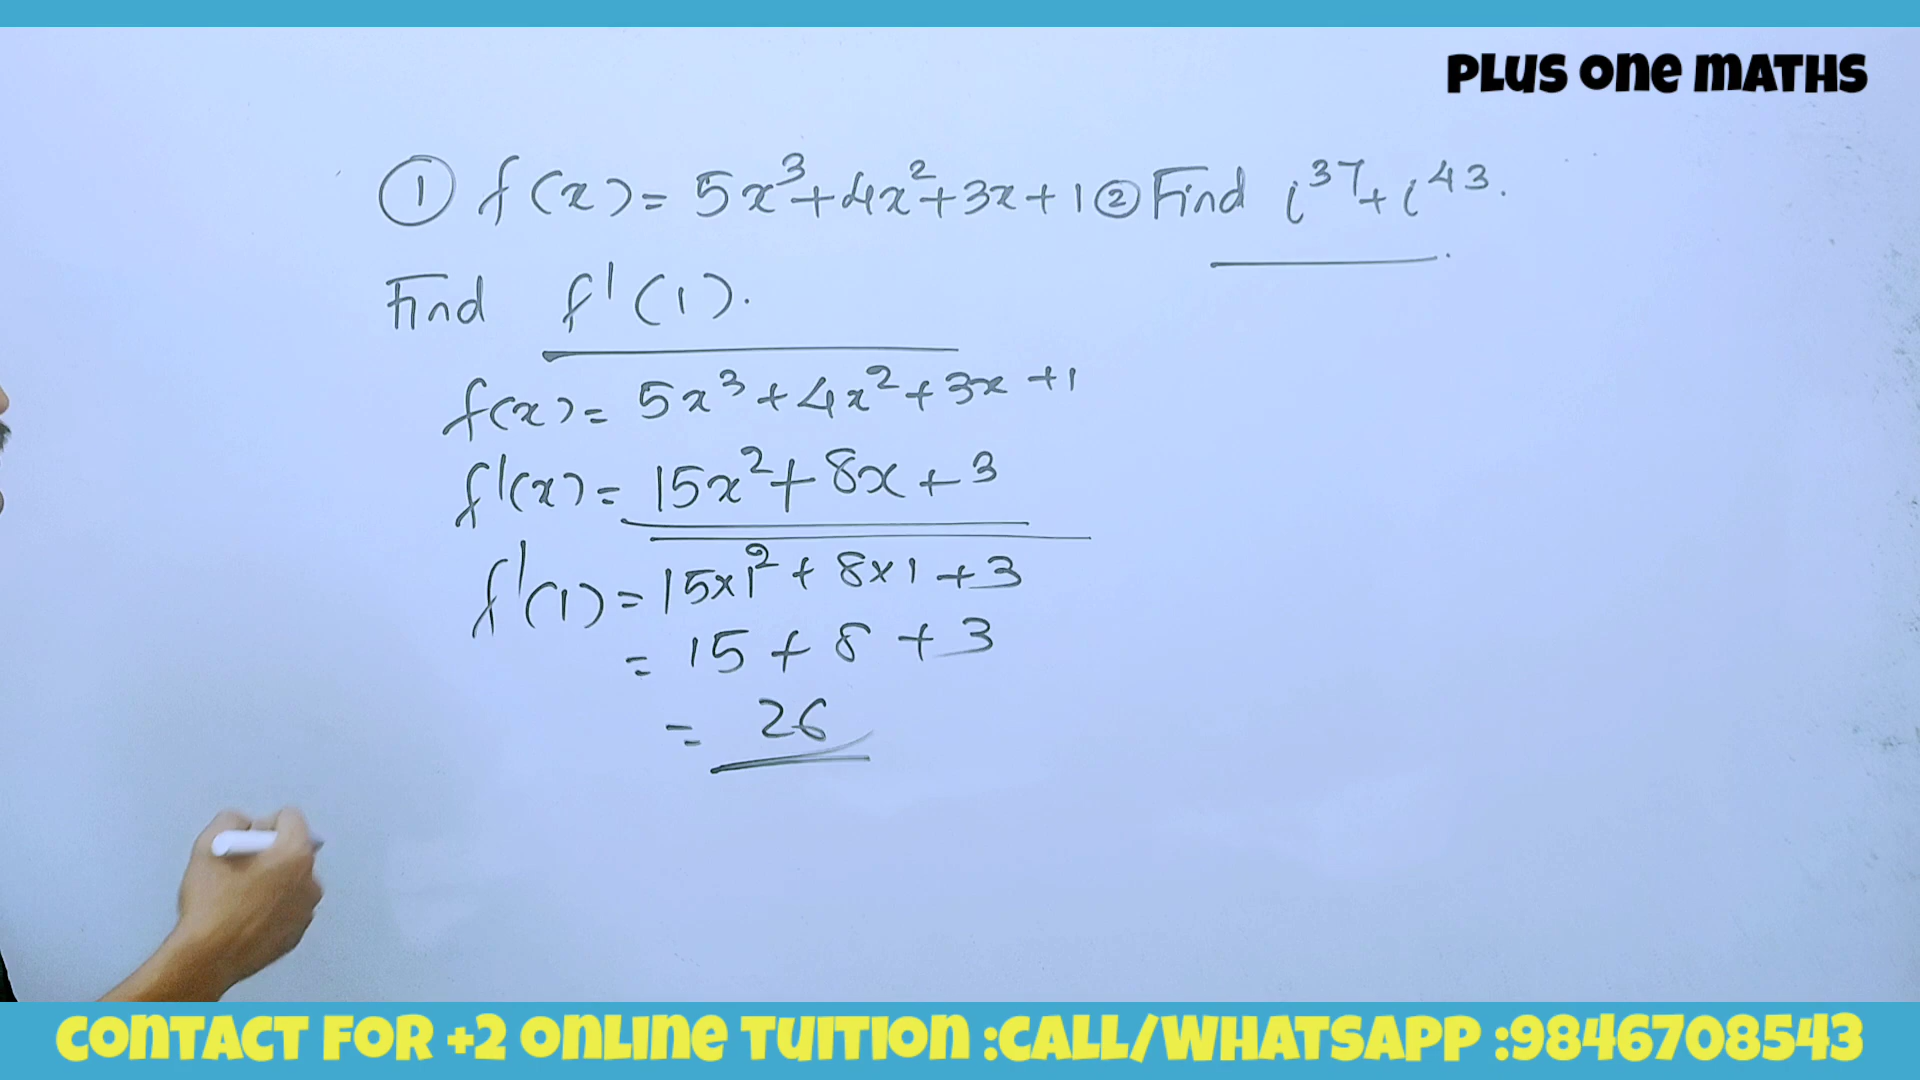 PLUS ONE MATHS
① f(x) = 5x³+4x²+3x+1 ② Find i³⁷+i⁴³.
Find f'(1).
f(x) = 5x³+4x²+3x+1
f'(x) = 15x²+8x+3
f'(1) = 15×1²+8×1+3
= 15+8+3
= 26
CONTACT FOR +2 ONLINE TUITION :CALL/WHATSAPP :9846708543